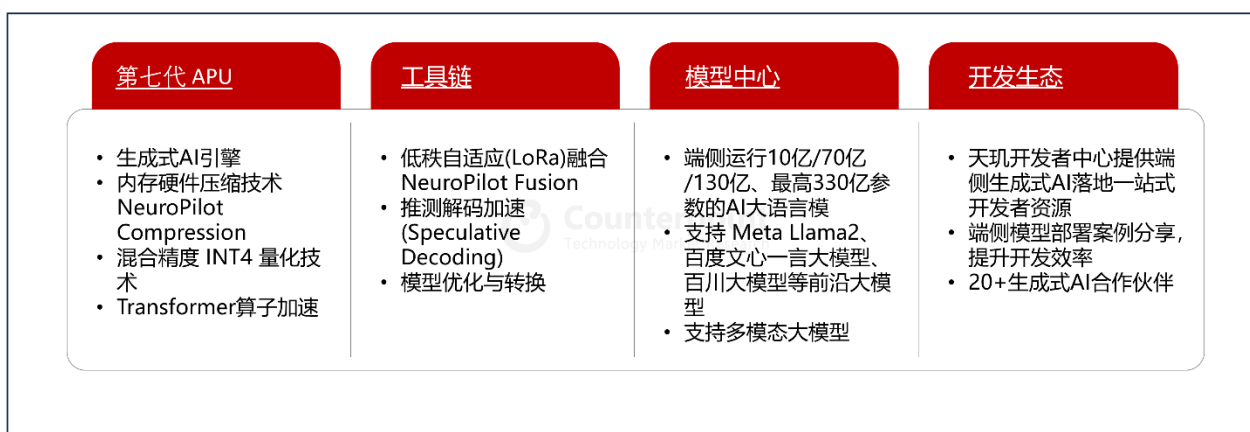 第七代 APU
生成式AI引擎
内存硬件压缩技术
NeuroPilot
Compression
混合精度 INT4 量化技
术
Transformer算子加速
工具链
低秩自适应(LoRa)融合
NeuroPilot Fusion
推测解码加速
(Speculative
Decoding)
模型优化与转换
模型中心
端侧运行10亿/70亿
/130亿、最高330亿参
数的AI大语言模
支持 Meta Llama2、
百度文心一言大模型、
百川大模型等前沿大模
型
支持多模态大模型
开发生态
天玑开发者中心提供端
侧生成式AI落地一站式
开发者资源
端侧模型部署案例分享，
提升开发效率
20+生成式AI合作伙伴
Counterpoint
Technology Market Research